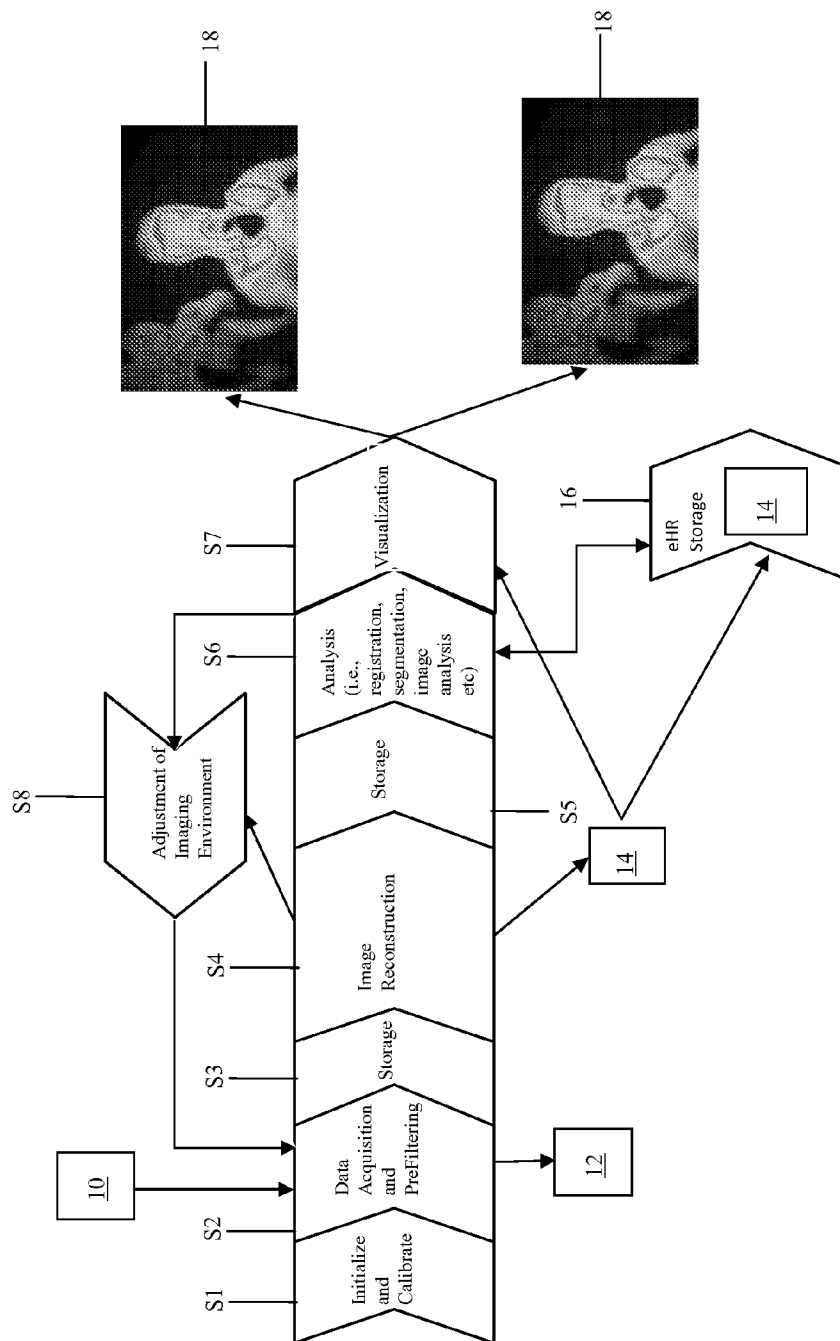 S8
Adjustment of
Imaging
Environment
10
S1
S2
S3
S4
S6
S7
Initialize
and
Calibrate
Data
Acquisition
and
PreFiltering
Storage
Image
Reconstruction
Storage
Analysis
(i.e.,
registration,
segmentation,
image
analysis
etc)
Visualization
18
18
12
14
S5
16
eHR
Storage
14